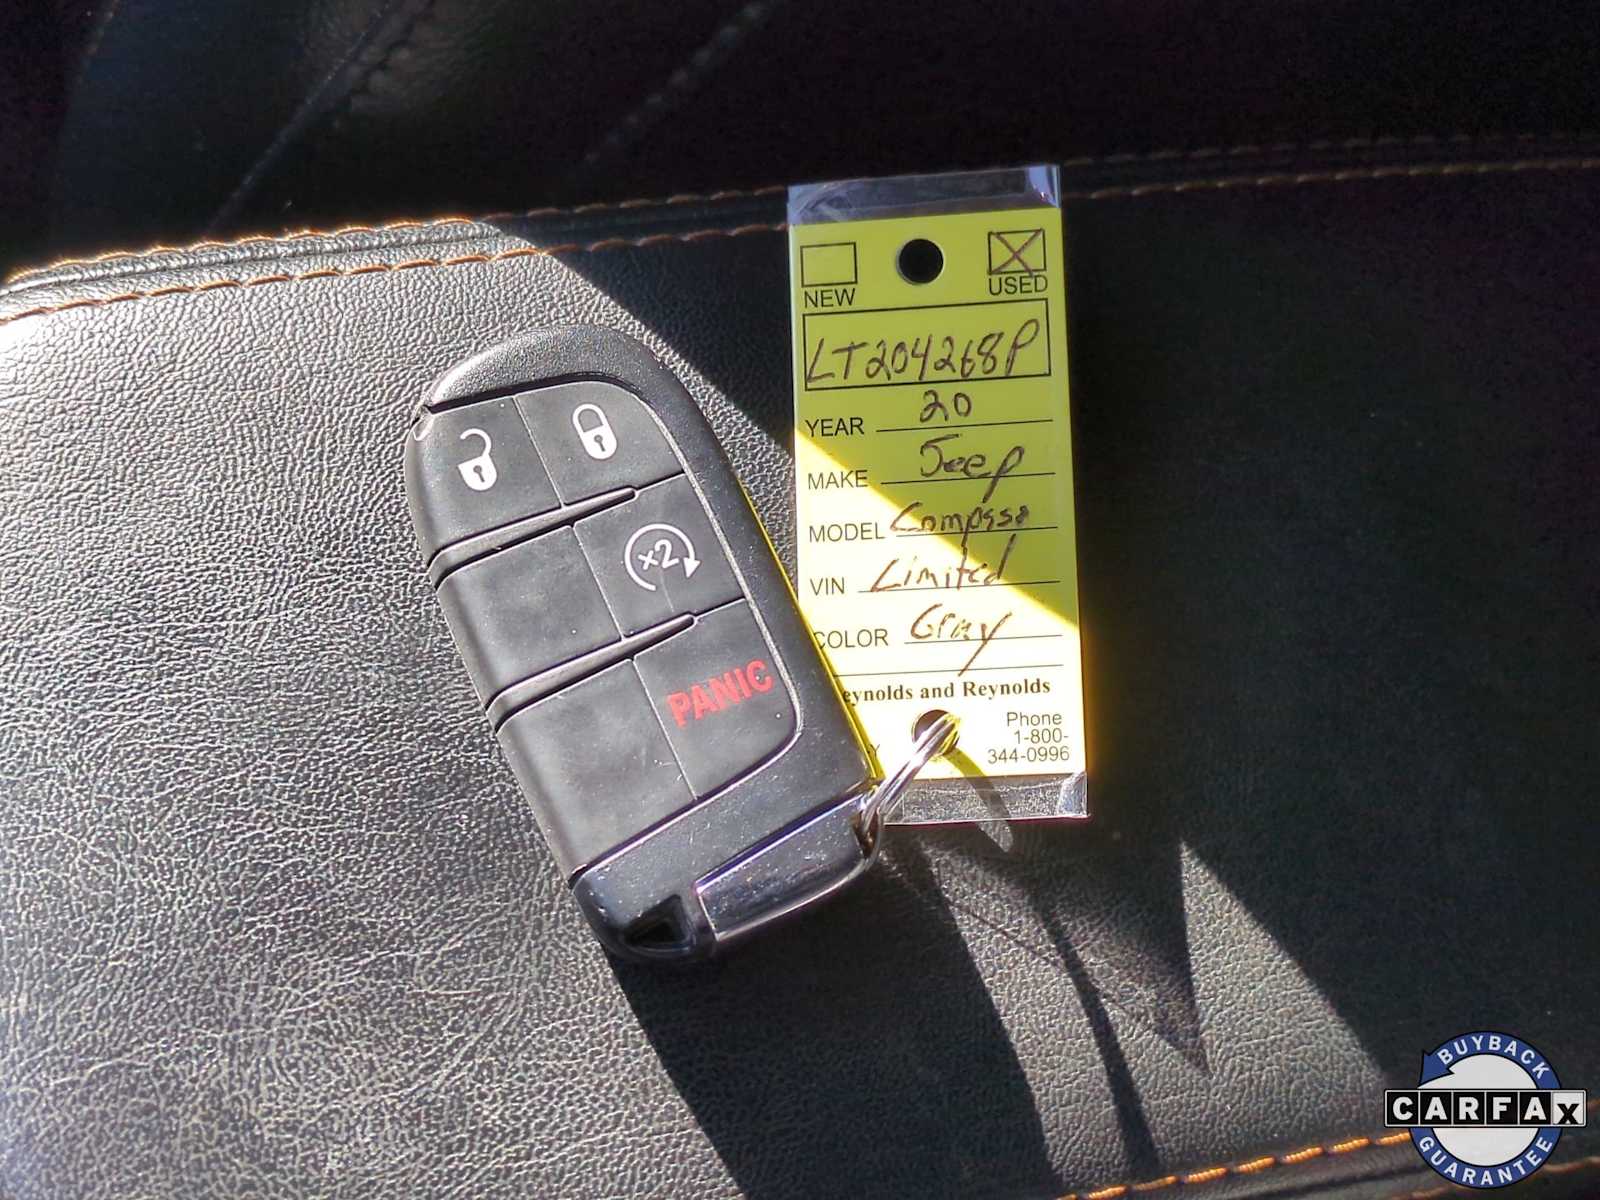 NEW
USED
LT204268P
YEAR 20
MAKE Jeep
MODEL Compass
VIN Limited
COLOR Gray
eynolds and Reynolds
Phone
1-800-
344-0996
x2
PANIC
BUYBACK
CARFAX
GUARANTEE